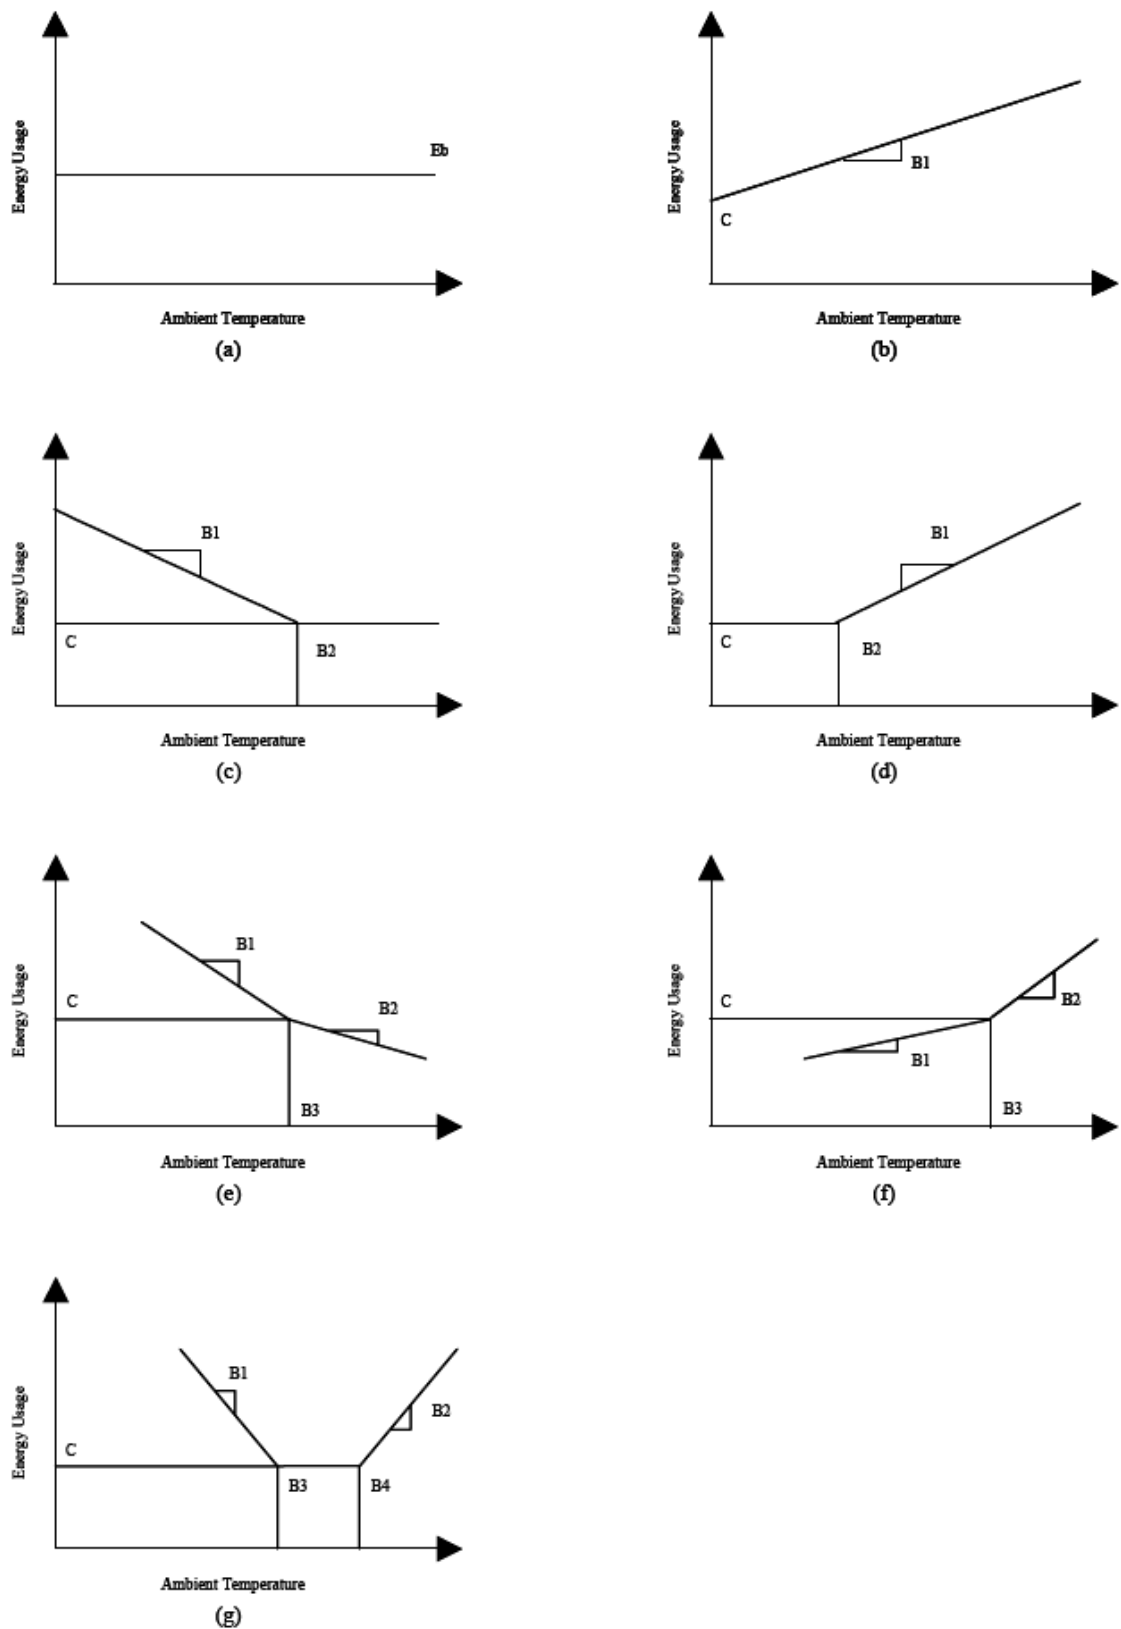 Energy Usage
Eb
Ambient Temperature
(a)
Energy Usage
B1
C
Ambient Temperature
(b)
Energy Usage
B1
C
B2
Ambient Temperature
(c)
Energy Usage
B1
C
B2
Ambient Temperature
(d)
Energy Usage
B1
C
B2
B3
Ambient Temperature
(e)
Energy Usage
C
B2
B1
B3
Ambient Temperature
(f)
Energy Usage
B1
B2
C
B3
B4
Ambient Temperature
(g)